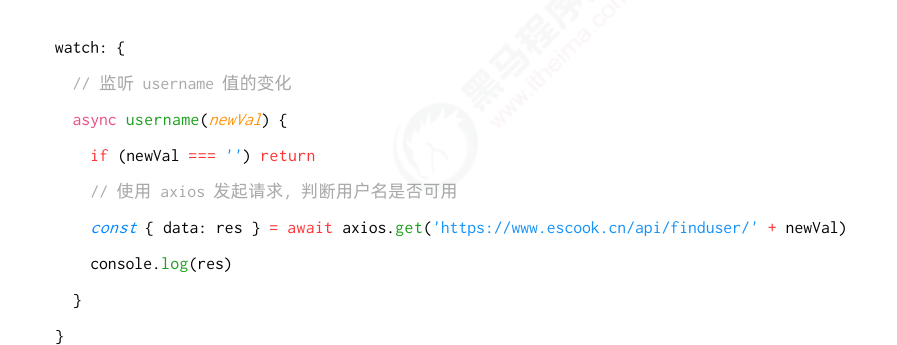 watch: {
// 监听 username 值的变化
async username(newVal) {
if (newVal === '') return
// 使用 axios 发起请求，判断用户名是否可用
const { data: res } = await axios.get('https://www.escook.cn/api/finduser/' + newVal)
console.log(res)
}
}
黑马程序
www.itheima.com